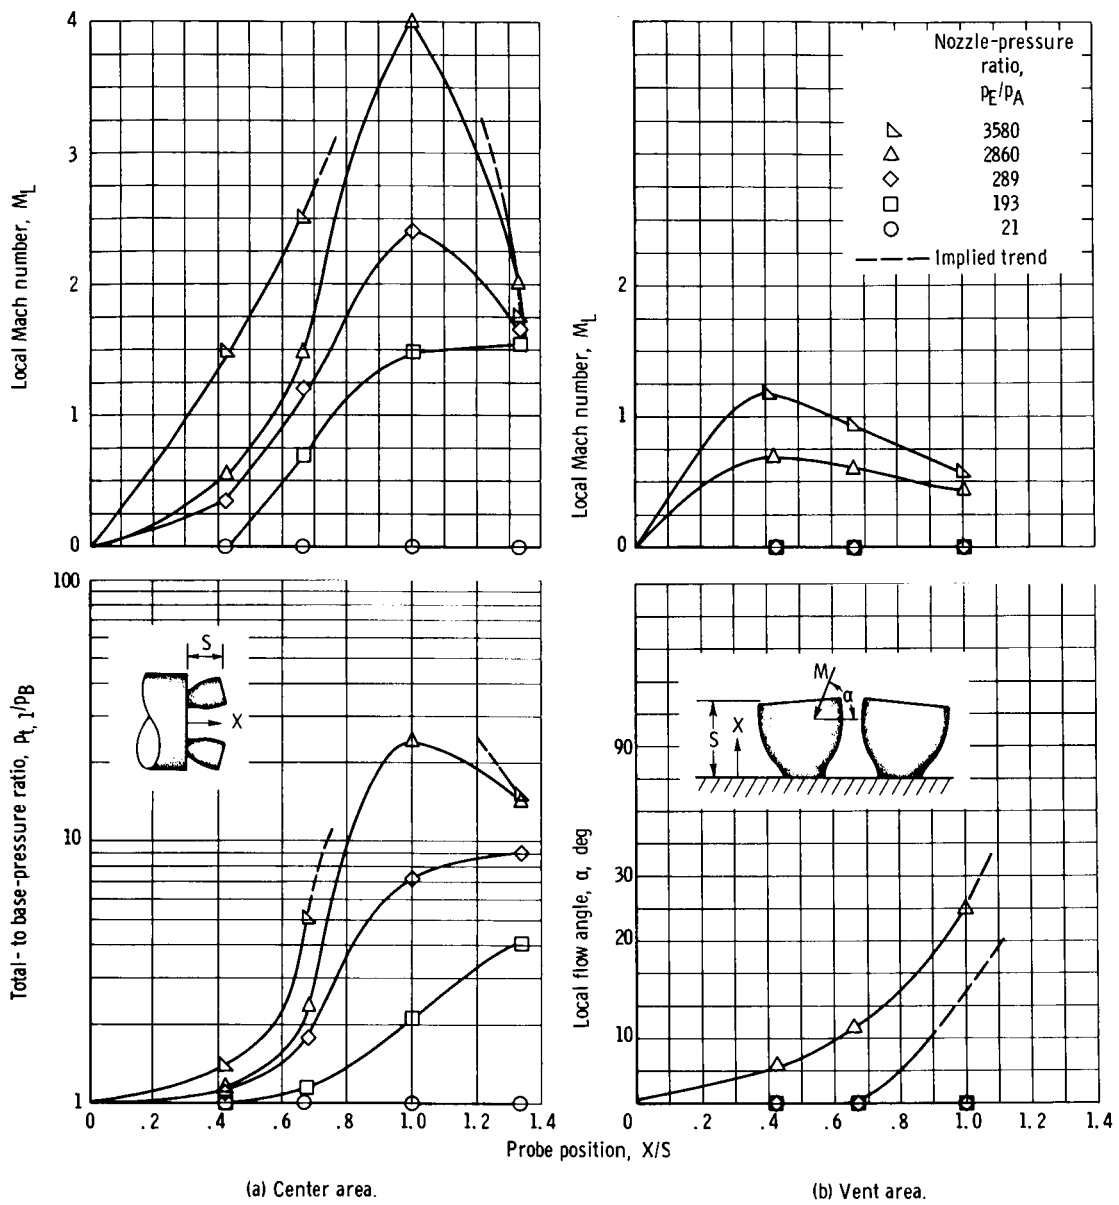 4
3
2
1
0
Local Mach number, M_L
Nozzle-pressure
ratio,
p_E/p_A
3580
2860
289
193
21
Implied trend
2
1
0
Local Mach number, M_L
100
10
1
Total- to base-pressure ratio, p_t,1/p_B
S
X
0 .2 .4 .6 .8 1.0 1.2 1.4
90
30
20
10
0
Local flow angle, α, deg
M
α
S
X
0 .2 .4 .6 .8 1.0 1.2 1.4
Probe position, X/S
(a) Center area.
(b) Vent area.